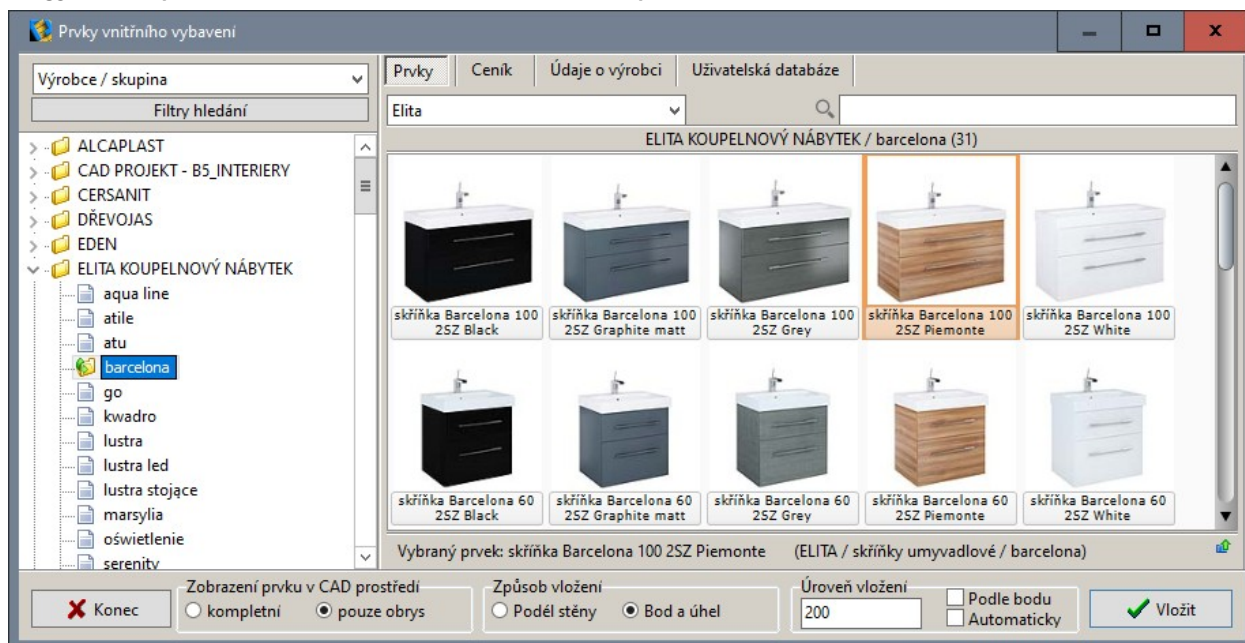 Prvky vnitřního vybavení
Výrobce / skupina
Filtry hledání
ALCAPLAST
CAD PROJEKT - B5_INTERIERY
CERSANIT
DŘEVOJAS
EDEN
ELITA KOUPELNOVÝ NÁBYTEK
aqua line
atile
atu
barcelona
go
kwadro
lustra
lustra led
lustra stojące
marsylia
oświetlenie
serenity
Prvky Ceník Údaje o výrobci Uživatelská databáze
Elita
ELITA KOUPELNOVÝ NÁBYTEK / barcelona (31)
skříňka Barcelona 100
2SZ Black
skříňka Barcelona 100
2SZ Graphite matt
skříňka Barcelona 100
2SZ Grey
skříňka Barcelona 100
2SZ Piemonte
skříňka Barcelona 100
2SZ White
skříňka Barcelona 60
2SZ Black
skříňka Barcelona 60
2SZ Graphite matt
skříňka Barcelona 60
2SZ Grey
skříňka Barcelona 60
2SZ Piemonte
skříňka Barcelona 60
2SZ White
Vybraný prvek: skříňka Barcelona 100 2SZ Piemonte (ELITA / skříňky umyvadlové / barcelona)
Konec
Zobrazení prvku v CAD prostředí
kompletní pouze obrys
Způsob vložení
Podél stěny Bod a úhel
Úroveň vložení
200
Podle bodu
Automaticky
Vložit